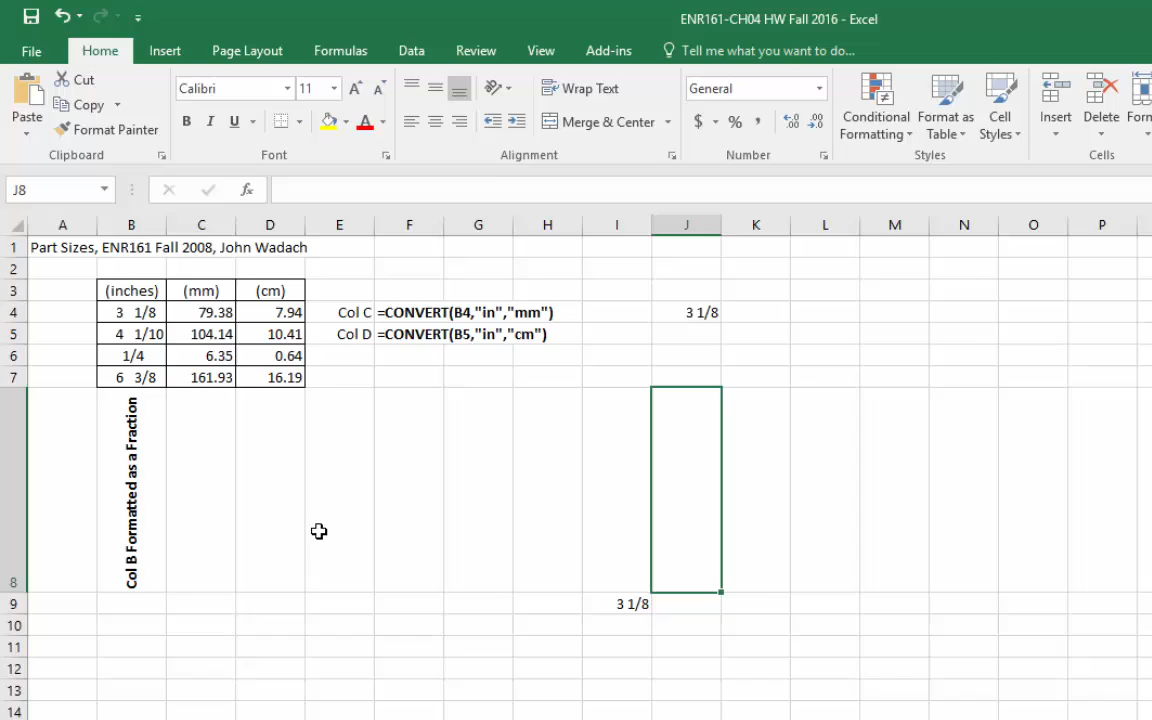 ENR161-CH04 HW Fall 2016 - Excel
File Home Insert Page Layout Formulas Data Review View Add-ins Tell me what you want to do...
Paste
Cut
Copy
Format Painter
Clipboard
Calibri 11 A A
B I U A
Font
Wrap Text
Merge & Center
Alignment
General
$ % , .0 .00 .00 .0
Number
Conditional Formatting
Format as Table
Cell Styles
Styles
Insert Delete Form
Cells
J8 fx
A B C D E F G H I J K L M N O P
1 Part Sizes, ENR161 Fall 2008, John Wadach
2
3 (inches) (mm) (cm)
4 3 1/8 79.38 7.94 Col C =CONVERT(B4,"in","mm") 3 1/8
5 4 1/10 104.14 10.41 Col D =CONVERT(B5,"in","cm")
6 1/4 6.35 0.64
7 6 3/8 161.93 16.19
8 Col B Formatted as a Fraction
9 3 1/8
10
11
12
13
14